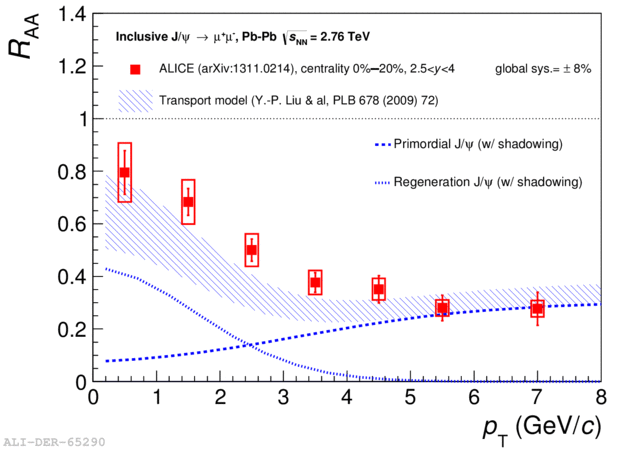 R_AA
1.4
1.2
1
0.8
0.6
0.4
0.2
0
Inclusive J/ψ → μ⁺μ⁻, Pb-Pb √s_NN = 2.76 TeV
ALICE (arXiv:1311.0214), centrality 0%–20%, 2.5<y<4 global sys.= ± 8%
Transport model (Y.-P. Liu & al, PLB 678 (2009) 72)
Primordial J/ψ (w/ shadowing)
Regeneration J/ψ (w/ shadowing)
0 1 2 3 4 5 6 7 8
p_T (GeV/c)
ALI-DER-65290